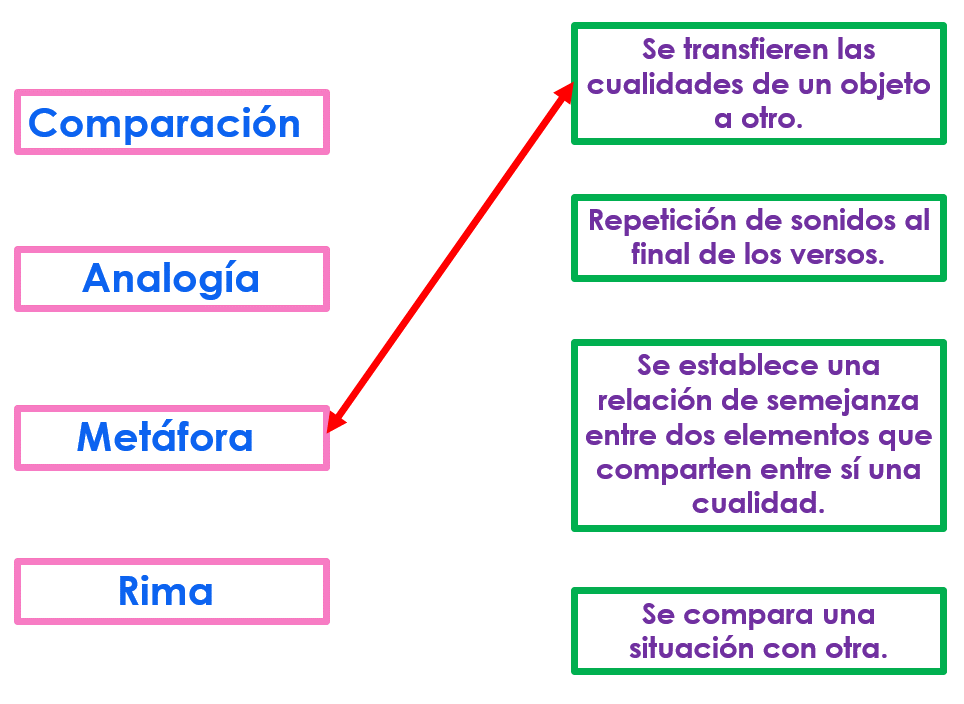 Comparación
Analogía
Metáfora
Rima
Se transfieren las
cualidades de un objeto
a otro.
Repetición de sonidos al
final de los versos.
Se establece una
relación de semejanza
entre dos elementos que
comparten entre sí una
cualidad.
Se compara una
situación con otra.